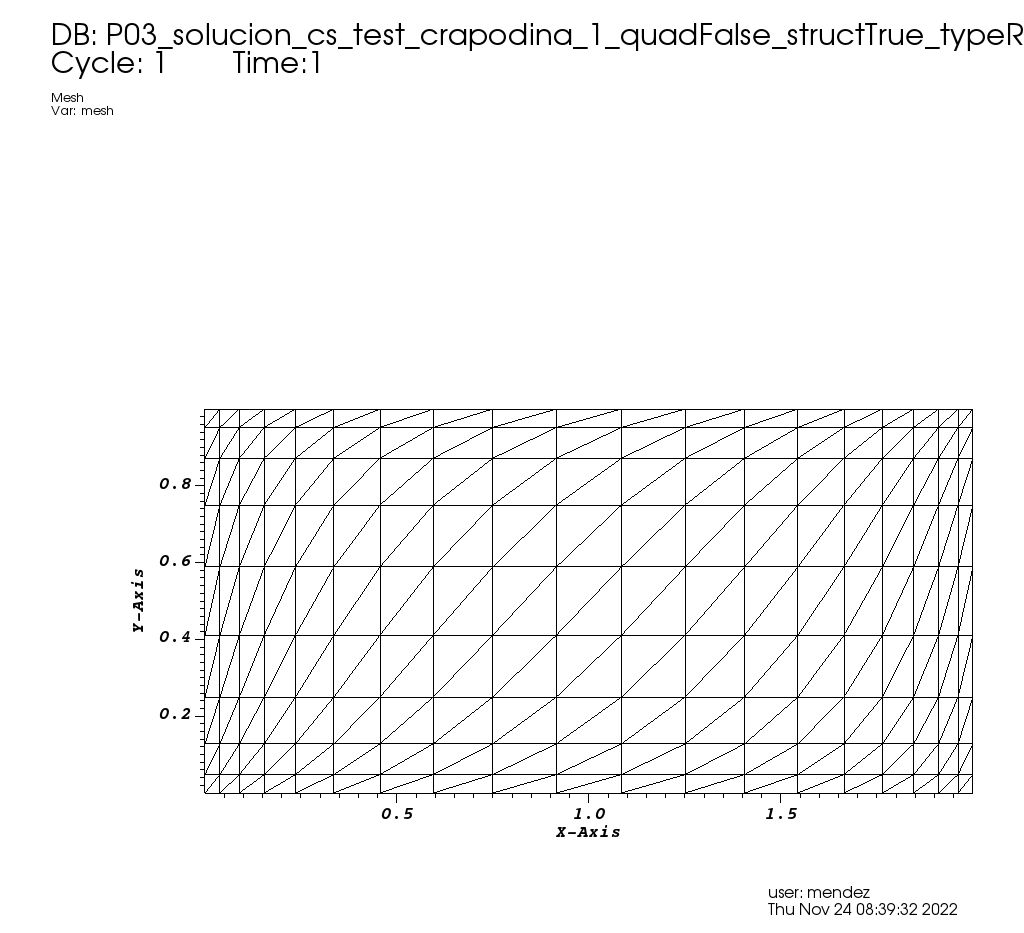 DB: P03_solucion_cs_test_crapodina_1_quadFalse_structTrue_typeR
Cycle: 1 Time:1
Mesh
Var: mesh
0.8
0.6
0.4
0.2
Y-Axis
0.5 1.0 1.5
X-Axis
user: mendez
Thu Nov 24 08:39:32 2022